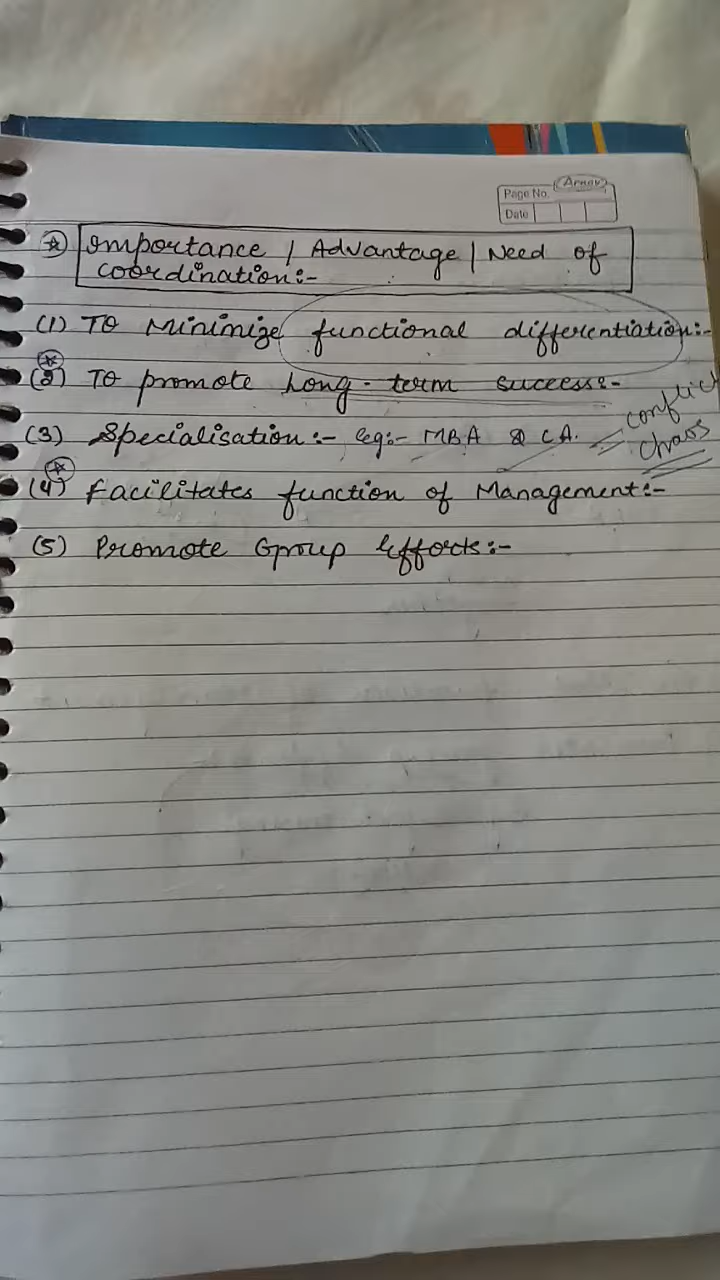 Page No.
Arnav
Date
Importance / Advantage / Need of
coordination:-
(1) To Minimize functional differentiation:-
(2) To promote Long-term success:-
(3) Specialisation:- eg:- MBA & CA.
conflict
chaos
(4) Facilitates function of Management:-
(5) Promote Group Efforts:-